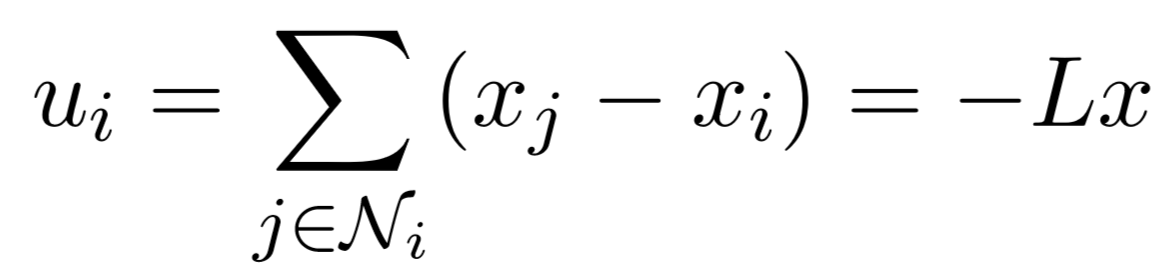 $$u_i = \sum_{j \in \mathcal{N}_i} (x_j - x_i) = -Lx$$